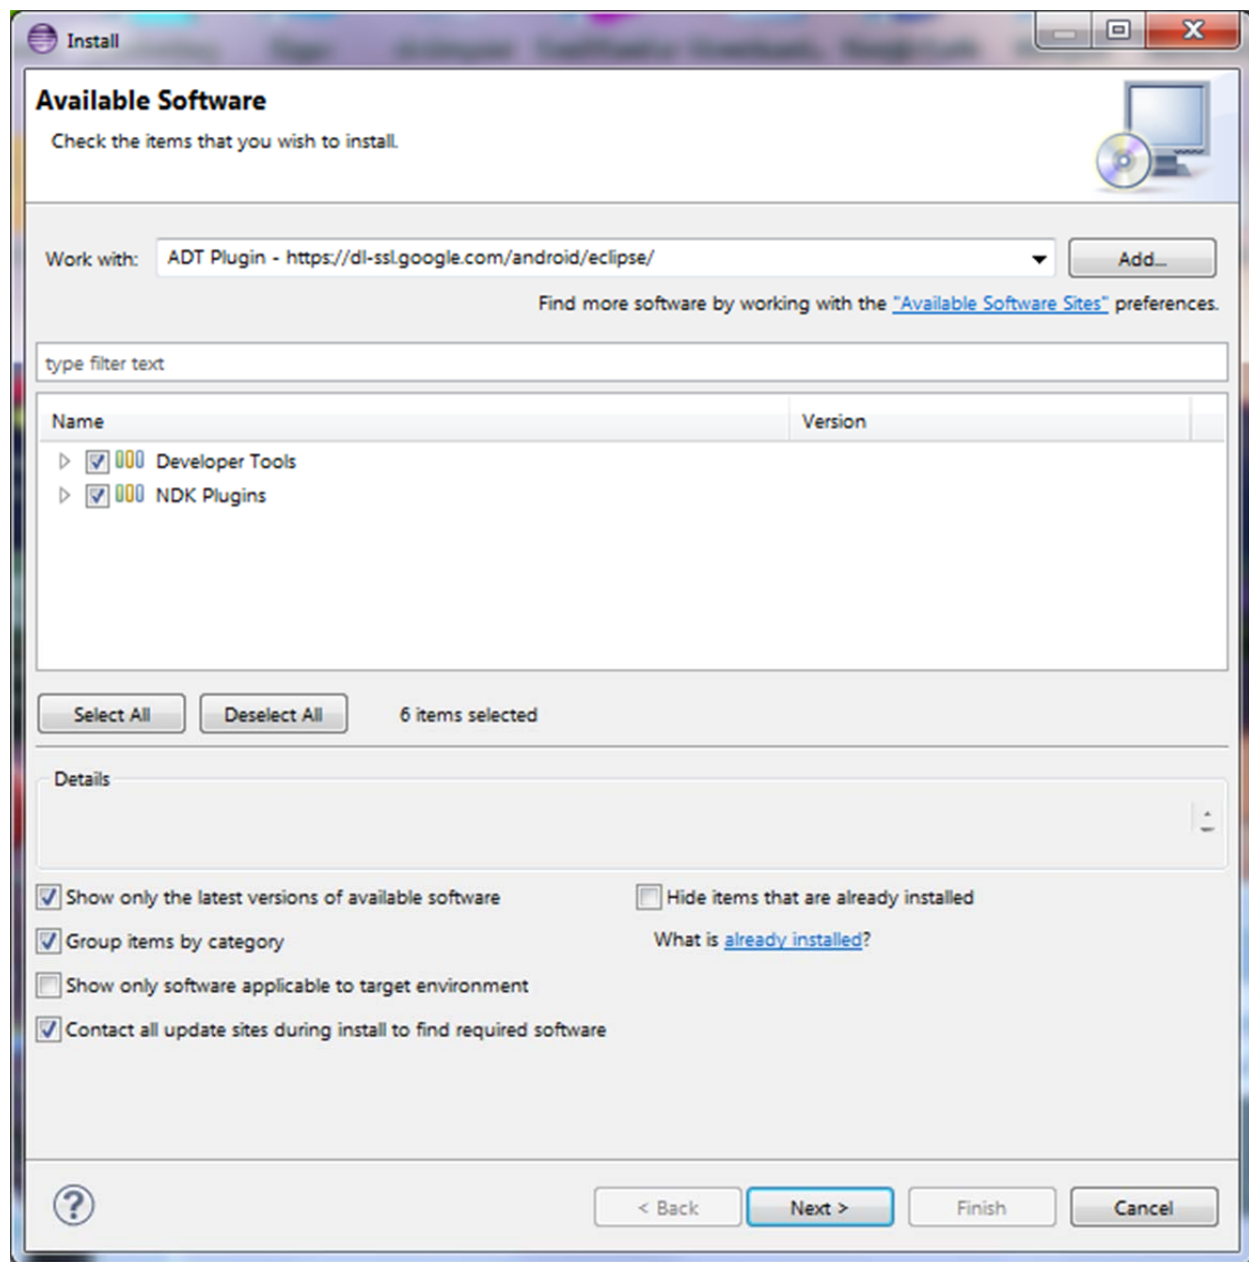 Install
Available Software
Check the items that you wish to install.
Work with: ADT Plugin - https://dl-ssl.google.com/android/eclipse/ Add...
Find more software by working with the "Available Software Sites" preferences.
type filter text
Name Version
Developer Tools
NDK Plugins
Select All Deselect All 6 items selected
Details
Show only the latest versions of available software Hide items that are already installed
Group items by category What is already installed?
Show only software applicable to target environment
Contact all update sites during install to find required software
? < Back Next > Finish Cancel